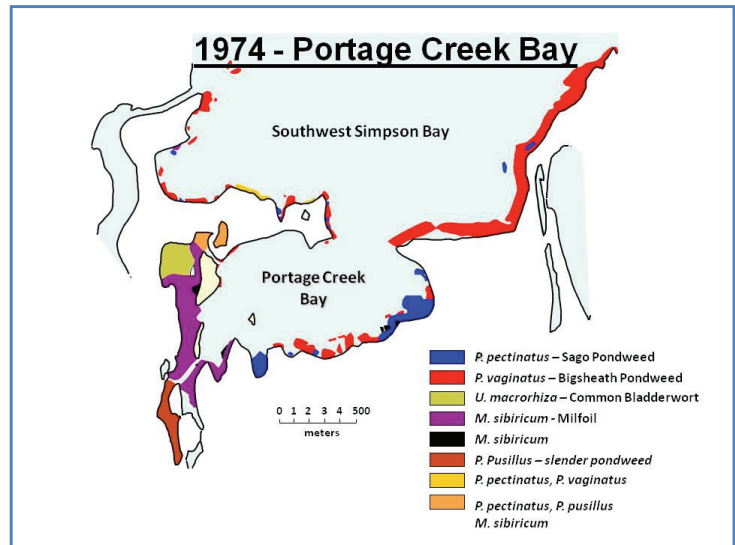 1974 - Portage Creek Bay
Southwest Simpson Bay
Portage Creek
Bay
0 1 2 3 4 500
meters
P. pectinatus – Sago Pondweed
P. vaginatus – Bigsheath Pondweed
U. macrorhiza – Common Bladderwort
M. sibiricum - Milfoil
M. sibiricum
P. Pusillus – slender pondweed
P. pectinatus, P. vaginatus
P. pectinatus, P. pusillus
M. sibiricum